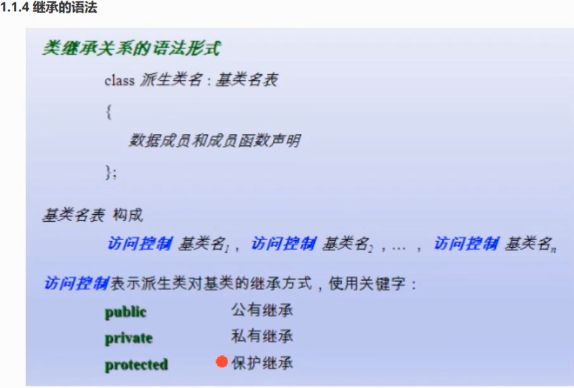 1.1.4 继承的语法
类继承关系的语法形式
class 派生类名 : 基类名表
{
数据成员和成员函数声明
};
基类名表 构成
访问控制 基类名1 , 访问控制 基类名2 , … , 访问控制 基类名n
访问控制表示派生类对基类的继承方式，使用关键字：
public 公有继承
private 私有继承
protected 保护继承